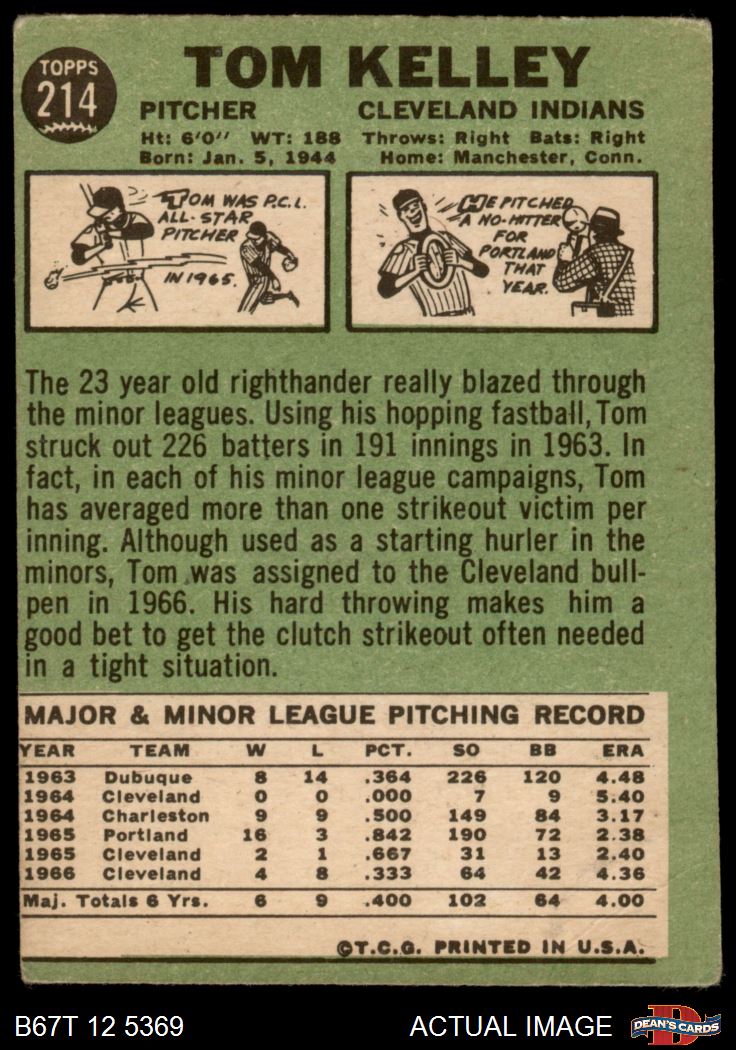 TOPPS
214
TOM KELLEY
PITCHER CLEVELAND INDIANS
Ht: 6'0" WT: 188 Throws: Right Bats: Right
Born: Jan. 5, 1944 Home: Manchester, Conn.
TOM WAS P.C.L.
ALL-STAR
PITCHER
IN 1965.
HE PITCHED
A NO-HITTER
FOR
PORTLAND
THAT
YEAR.
The 23 year old righthander really blazed through
the minor leagues. Using his hopping fastball, Tom
struck out 226 batters in 191 innings in 1963. In
fact, in each of his minor league campaigns, Tom
has averaged more than one strikeout victim per
inning. Although used as a starting hurler in the
minors, Tom was assigned to the Cleveland bull-
pen in 1966. His hard throwing makes him a
good bet to get the clutch strikeout often needed
in a tight situation.
MAJOR & MINOR LEAGUE PITCHING RECORD
YEAR TEAM W L PCT. SO BB ERA
1963 Dubuque 8 14 .364 226 120 4.48
1964 Cleveland 0 0 .000 7 9 5.40
1964 Charleston 9 9 .500 149 84 3.17
1965 Portland 16 3 .842 190 72 2.38
1965 Cleveland 2 1 .667 31 13 2.40
1966 Cleveland 4 8 .333 64 42 4.36
Maj. Totals 6 Yrs. 6 9 .400 102 64 4.00
©T.C.G. PRINTED IN U.S.A.
B67T 12 5369 ACTUAL IMAGE D DEAN'S CARDS